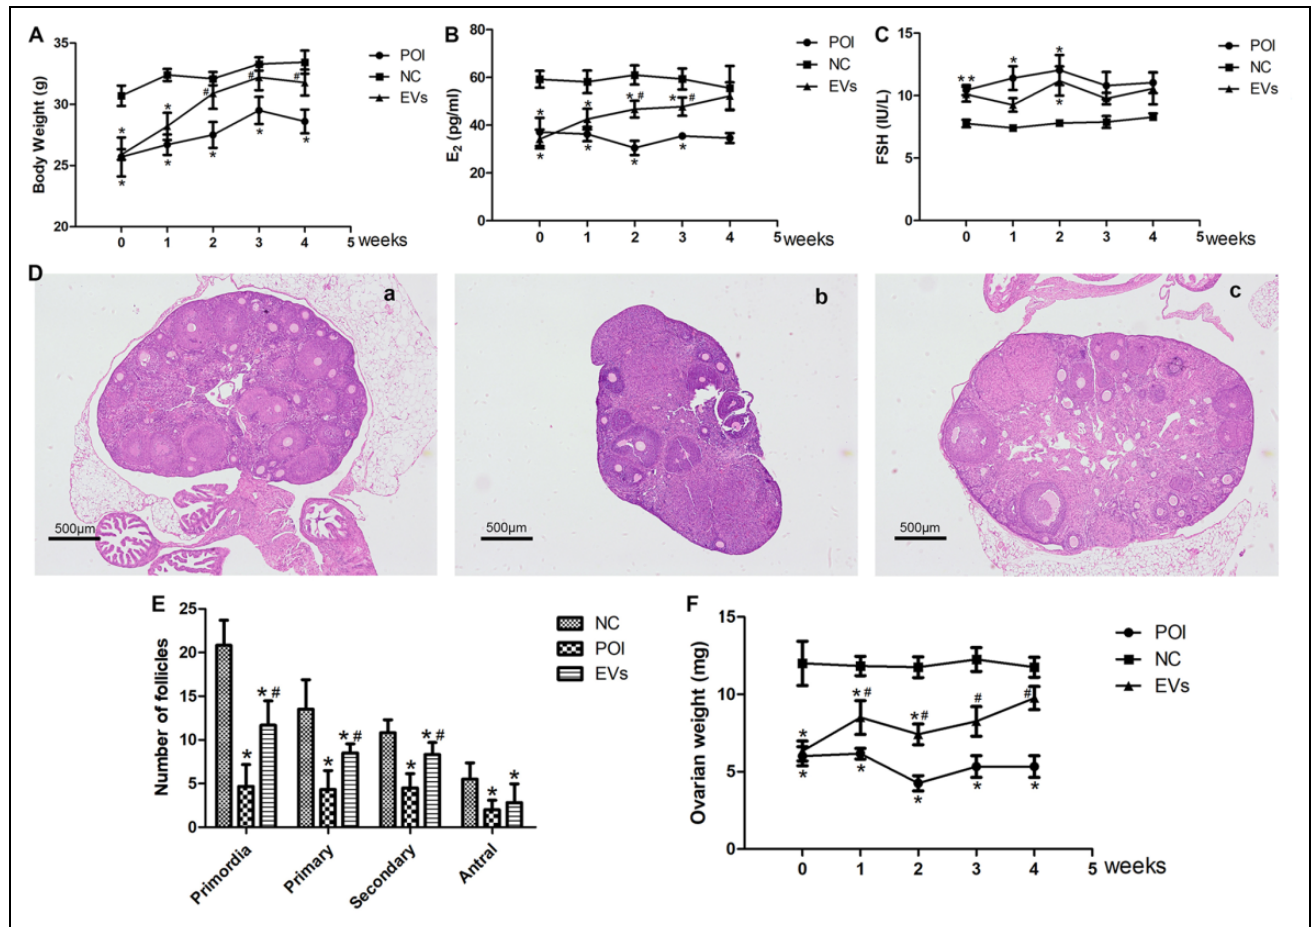 A
Body Weight (g)
35
30
25
20
0 1 2 3 4 5 weeks
POI
NC
EVs
* * * * # # # * * *
B
E2 (pg/ml)
80
60
40
20
0
0 1 2 3 4 5 weeks
POI
NC
EVs
* * *# *# * * * *
C
FSH (IU/L)
15
10
5
0
0 1 2 3 4 5 weeks
POI
NC
EVs
** * * *
D
a
500μm
b
500μm
c
500μm
E
Number of follicles
25
20
15
10
5
0
Primordia
Primary
Secondary
Antral
NC
POI
EVs
* *# * *# * *# * *
F
Ovarian weight (mg)
15
10
5
0
0 1 2 3 4 5 weeks
POI
NC
EVs
* *# *# # # * * * * *